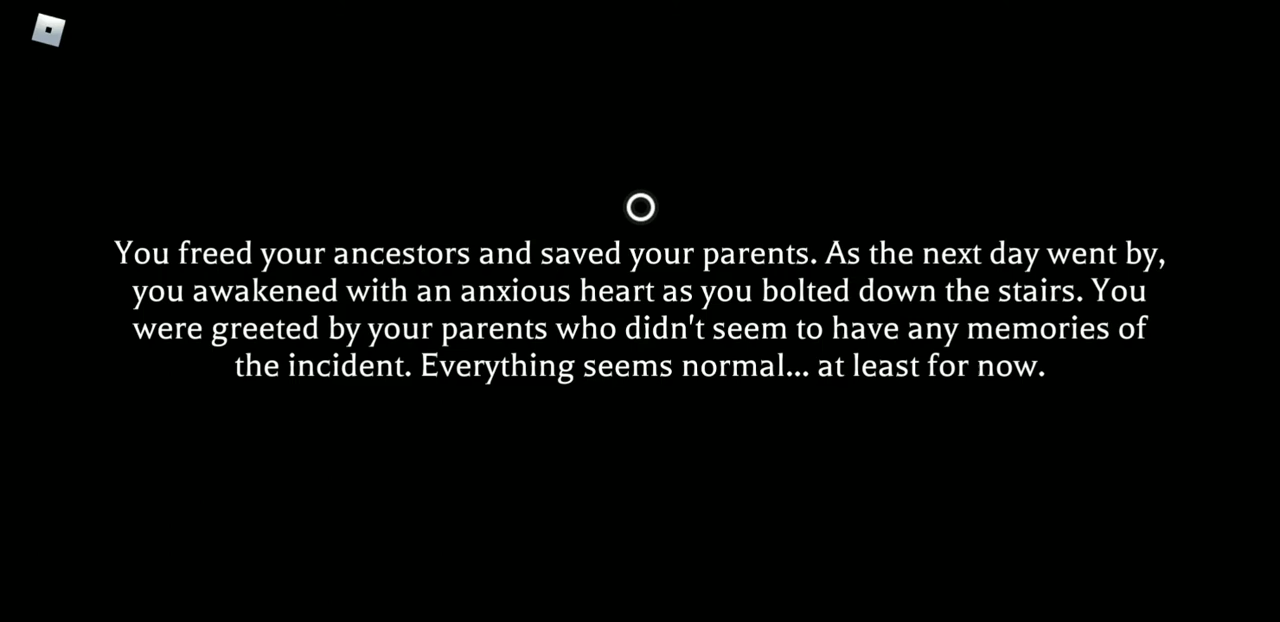 You freed your ancestors and saved your parents. As the next day went by,
you awakened with an anxious heart as you bolted down the stairs. You
were greeted by your parents who didn't seem to have any memories of
the incident. Everything seems normal... at least for now.